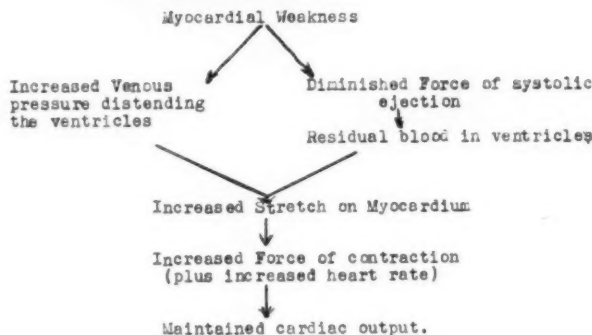 Myocardial Weakness
Increased Venous
pressure distending
the ventricles
Diminished Force of systolic
ejection
Residual blood in ventricles
Increased Stretch on Myocardium
Increased Force of contraction
(plus increased heart rate)
Maintained cardiac output.